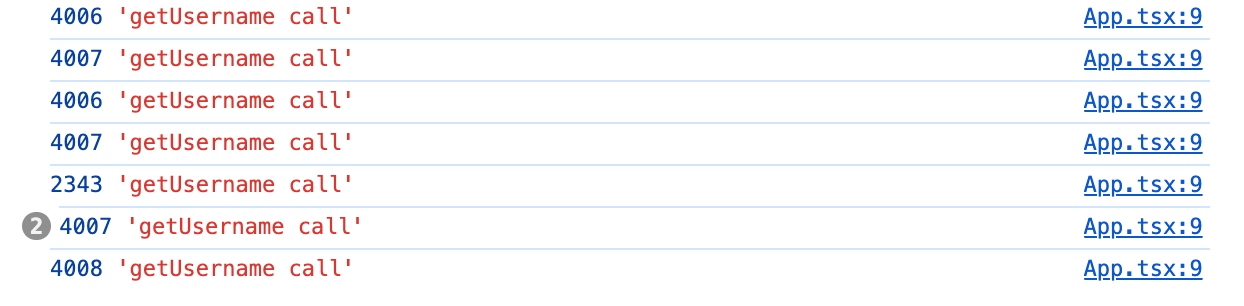 4006 'getUsername call' App.tsx:9
4007 'getUsername call' App.tsx:9
4006 'getUsername call' App.tsx:9
4007 'getUsername call' App.tsx:9
2343 'getUsername call' App.tsx:9
2 4007 'getUsername call' App.tsx:9
4008 'getUsername call' App.tsx:9